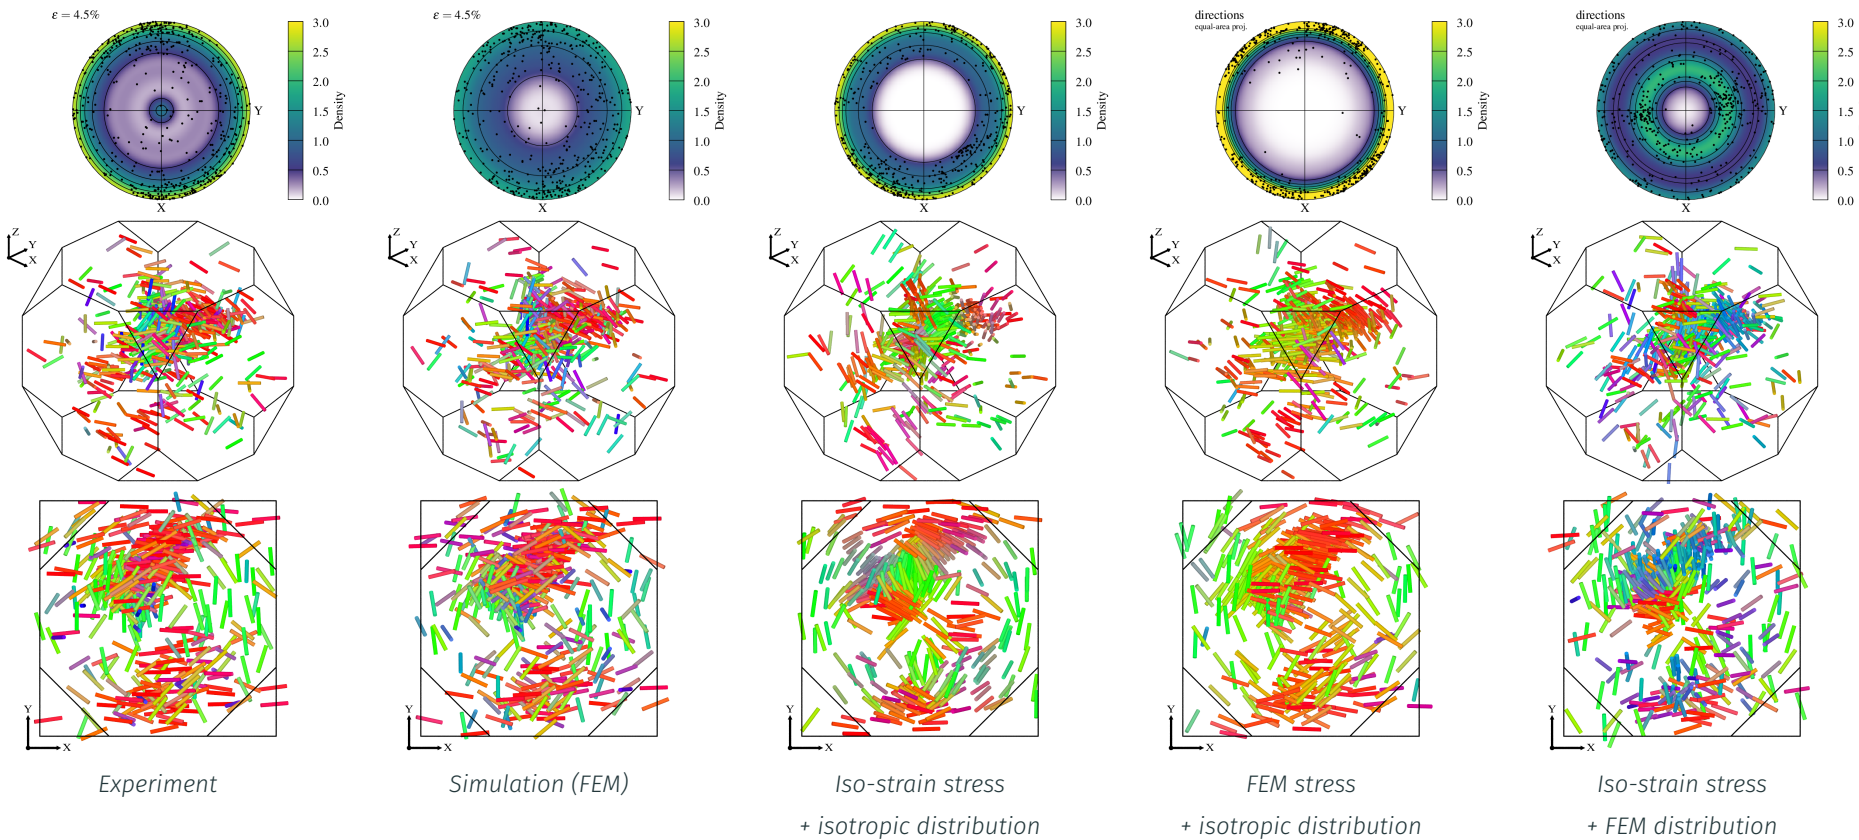 ε = 4.5%
Y
X
3.0
2.5
2.0
1.5
1.0
0.5
0.0
Density
ε = 4.5%
Y
X
3.0
2.5
2.0
1.5
1.0
0.5
0.0
Density
Y
X
3.0
2.5
2.0
1.5
1.0
0.5
0.0
Density
directions
equal-area proj.
Y
X
3.0
2.5
2.0
1.5
1.0
0.5
0.0
Density
directions
equal-area proj.
Y
X
3.0
2.5
2.0
1.5
1.0
0.5
0.0
Z
Y
X
Z
Y
X
Z
Y
X
Z
Y
X
Z
Y
X
Y
X
Y
X
Y
X
Y
X
Y
X
Experiment
Simulation (FEM)
Iso-strain stress
+ isotropic distribution
FEM stress
+ isotropic distribution
Iso-strain stress
+ FEM distribution